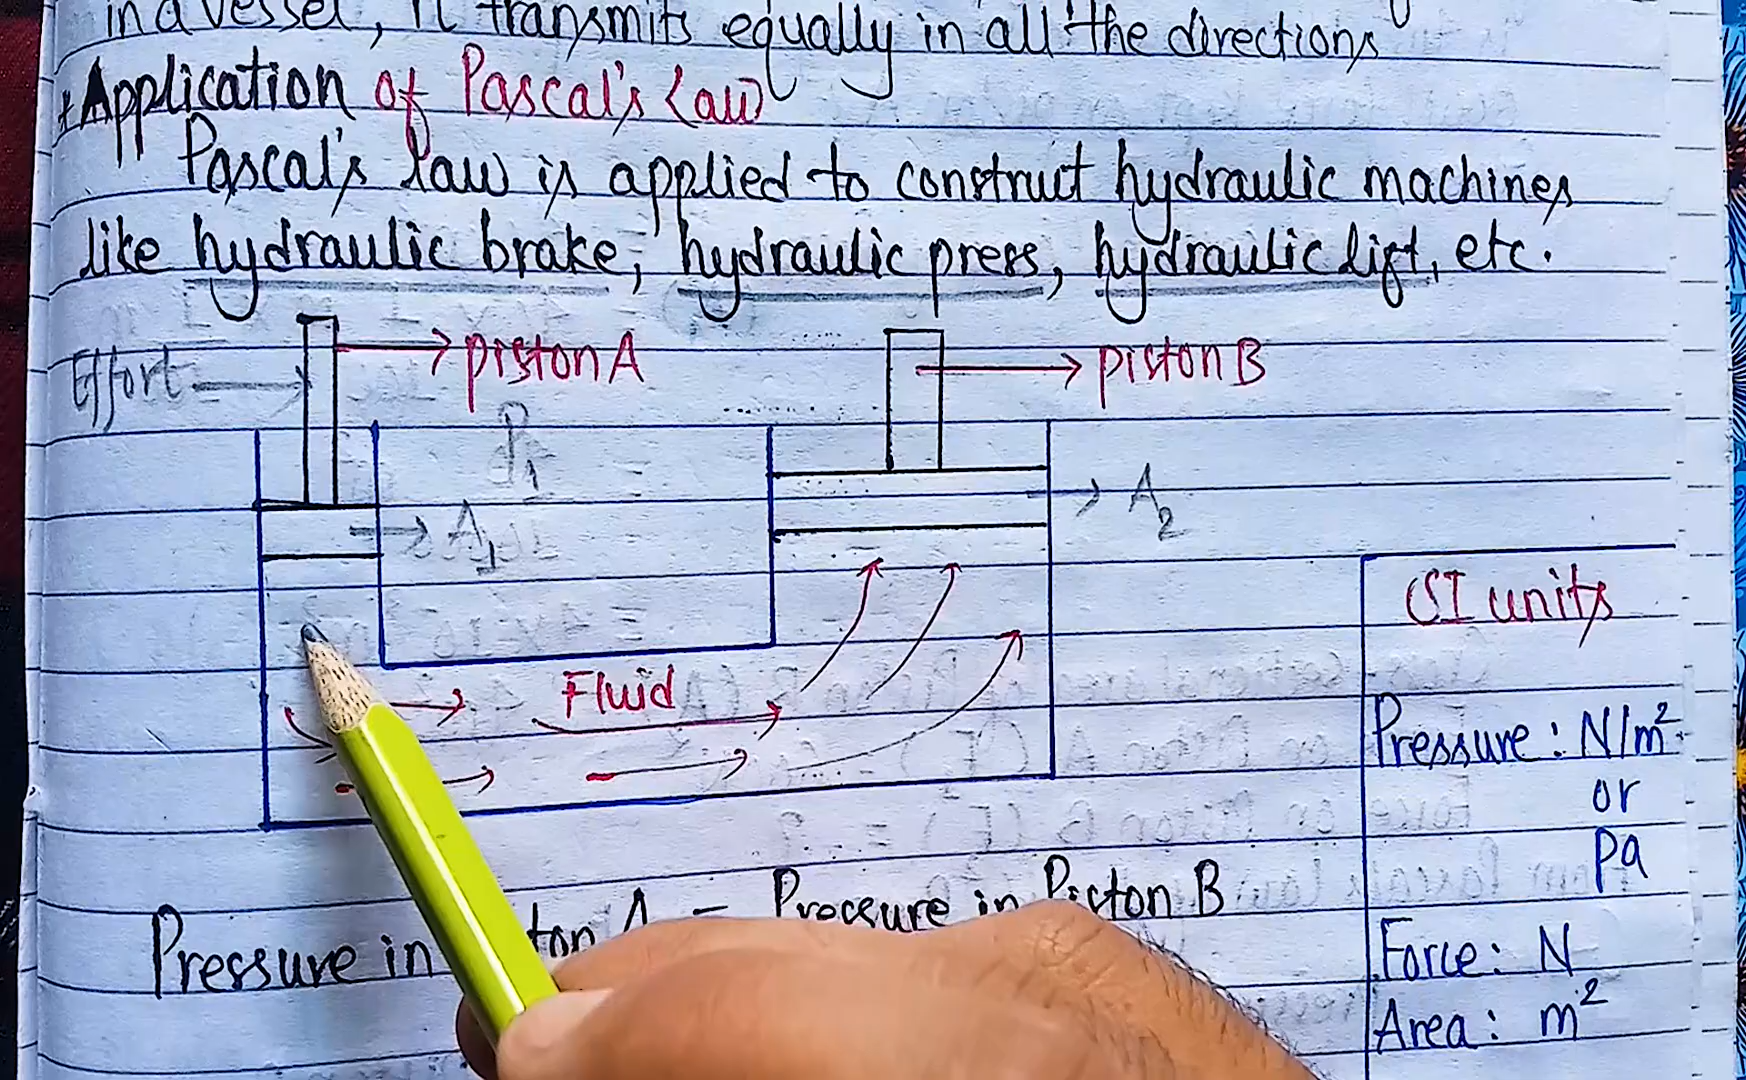 in a vessel, it transmits equally in all the directions
* Application of Pascal's Law
Pascal's law is applied to construct hydraulic machines
like hydraulic brake, hydraulic press, hydraulic lift, etc.
Effort
piston A
piston B
P1
A1
A2
Fluid
SI units
Pressure: N/m²
or
Pa
Force: N
Area: m²
Pressure in ton A = Pressure in Piston B